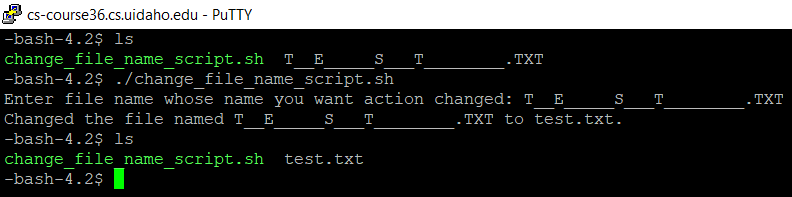 cs-course36.cs.uidaho.edu - PuTTY
-bash-4.2$ ls
change_file_name_script.sh  T__E_____S___T________.TXT
-bash-4.2$ ./change_file_name_script.sh
Enter file name whose name you want action changed: T__E_____S___T________.TXT
Changed the file named T__E_____S___T________.TXT to test.txt.
-bash-4.2$ ls
change_file_name_script.sh  test.txt
-bash-4.2$